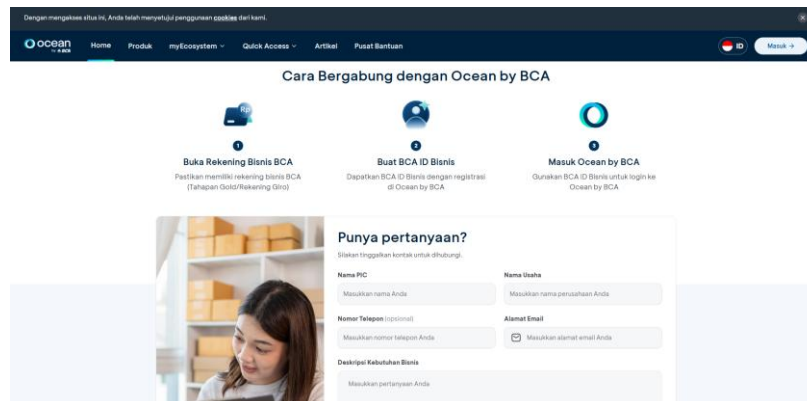 Dengan mengakses situs ini, Anda telah menyetujui penggunaan cookies dari kami.
ocean
by BCA
Home Produk myEcosystem Quick Access Artikel Pusat Bantuan
ID
Masuk →
Cara Bergabung dengan Ocean by BCA
Rp
1
Buka Rekening Bisnis BCA
Pastikan memiliki rekening bisnis BCA
(Tahapan Gold/Rekening Giro)
2
Buat BCA ID Bisnis
Dapatkan BCA ID Bisnis dengan registrasi
di Ocean by BCA
3
Masuk Ocean by BCA
Gunakan BCA ID Bisnis untuk login ke
Ocean by BCA
Punya pertanyaan?
Silakan tinggalkan kontak untuk dihubungi.
Nama PIC
Masukkan nama Anda
Nama Usaha
Masukkan nama perusahaan Anda
Nomor Telepon (opsional)
Masukkan nomor telepon Anda
Alamat Email
Masukkan alamat email Anda
Deskripsi Kebutuhan Bisnis
Masukkan pertanyaan Anda